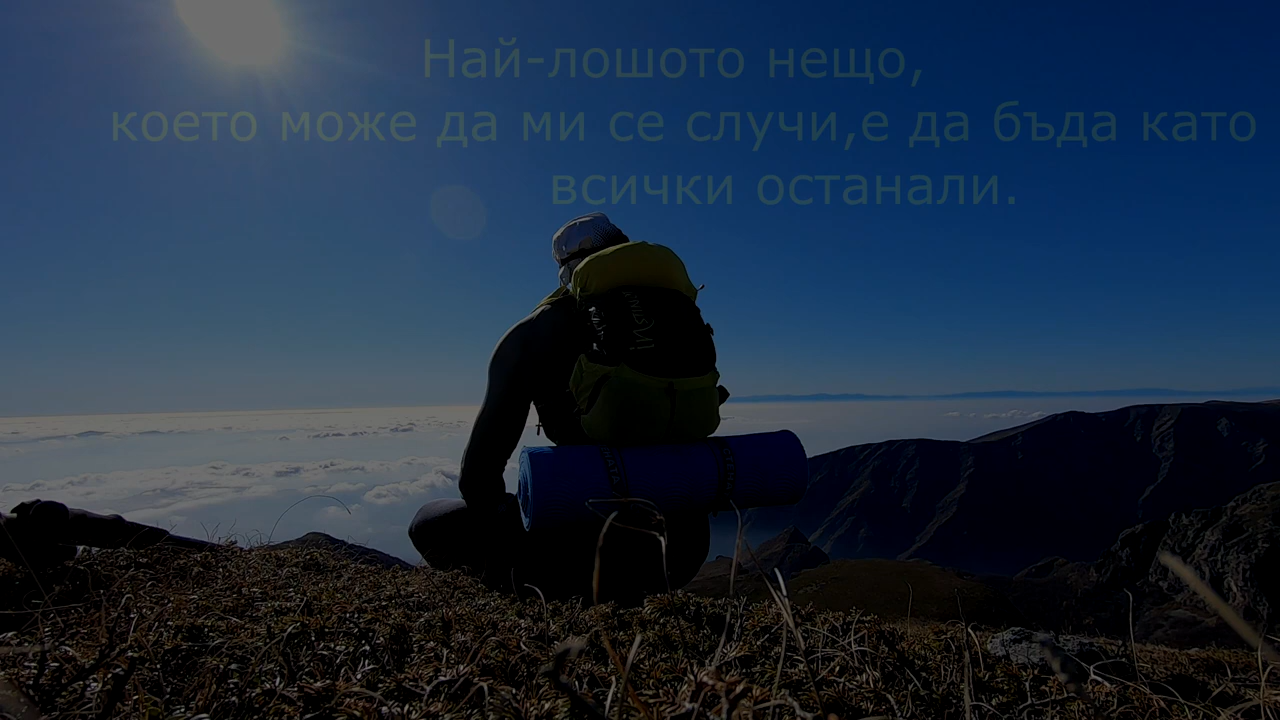 Най-лошото нещо,
което може да ми се случи,е да бъда като
всички останали.